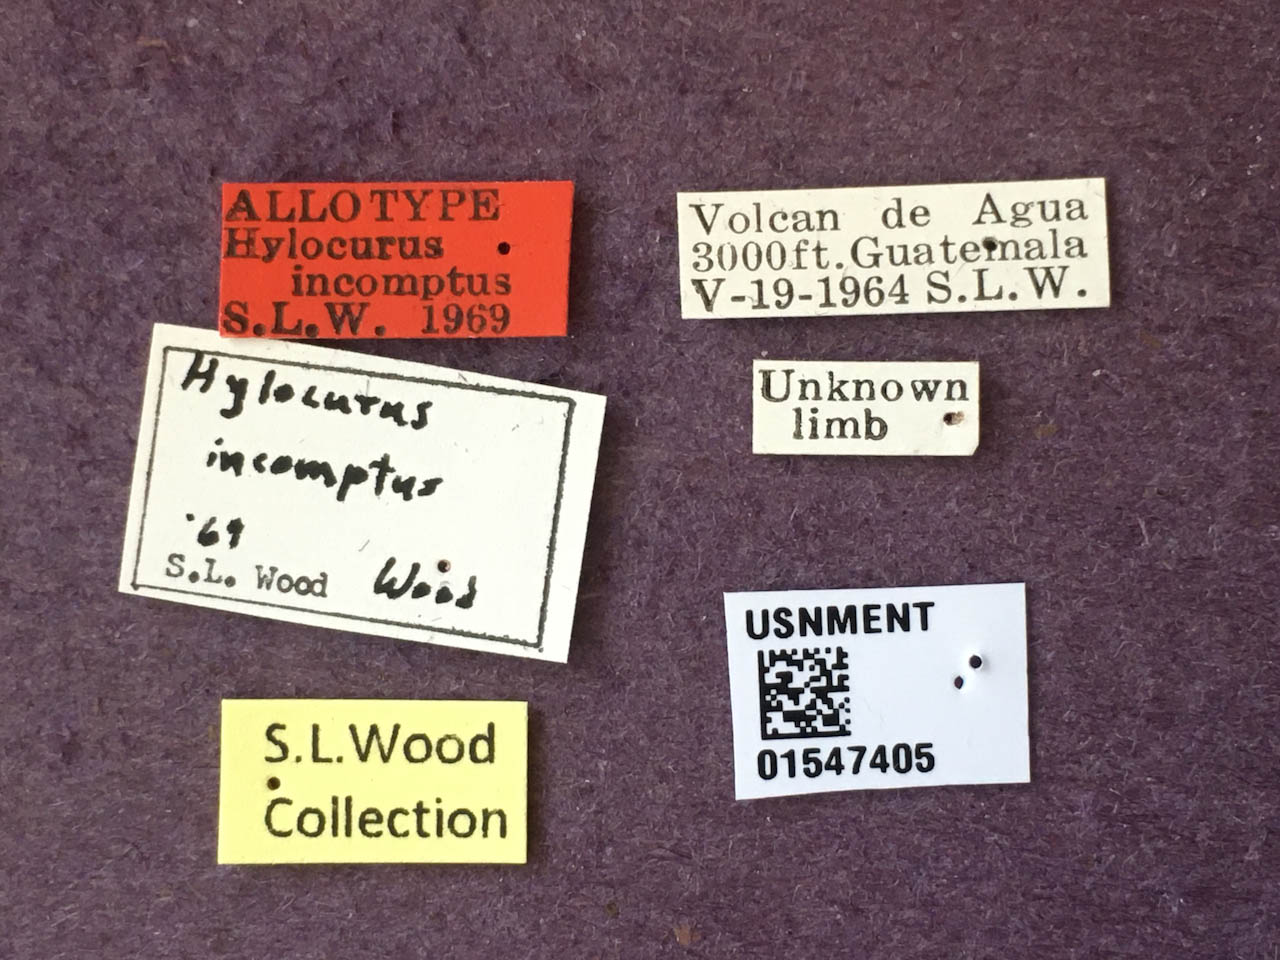 ALLOTYPE
Hylocurus
incomptus
S.L.W. 1969
Volcan de Agua
3000ft. Guatemala
V-19-1964 S.L.W.
Hylocurus
incomptus
'69
S.L. Wood Wood
Unknown
limb
USNMENT
01547405
S.L.Wood
Collection